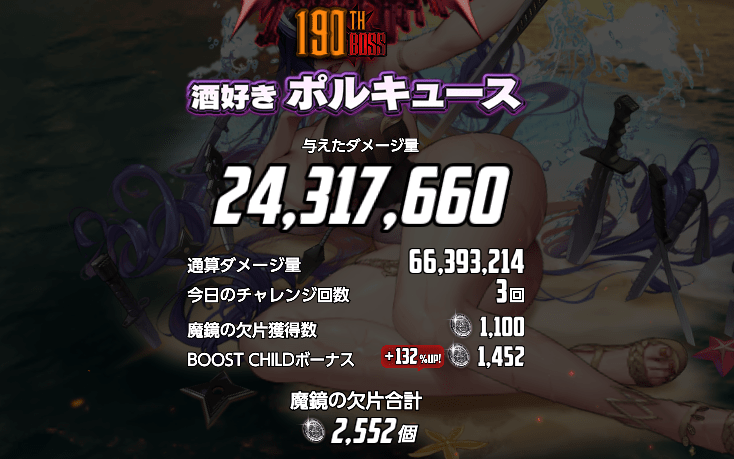 190TH BOSS
酒好き ポルキュース
与えたダメージ量
24,317,660
通算ダメージ量 66,393,214
今日のチャレンジ回数 3回
魔鏡の欠片獲得数 1,100
BOOST CHILDボーナス +132%UP! 1,452
魔鏡の欠片合計
2,552個